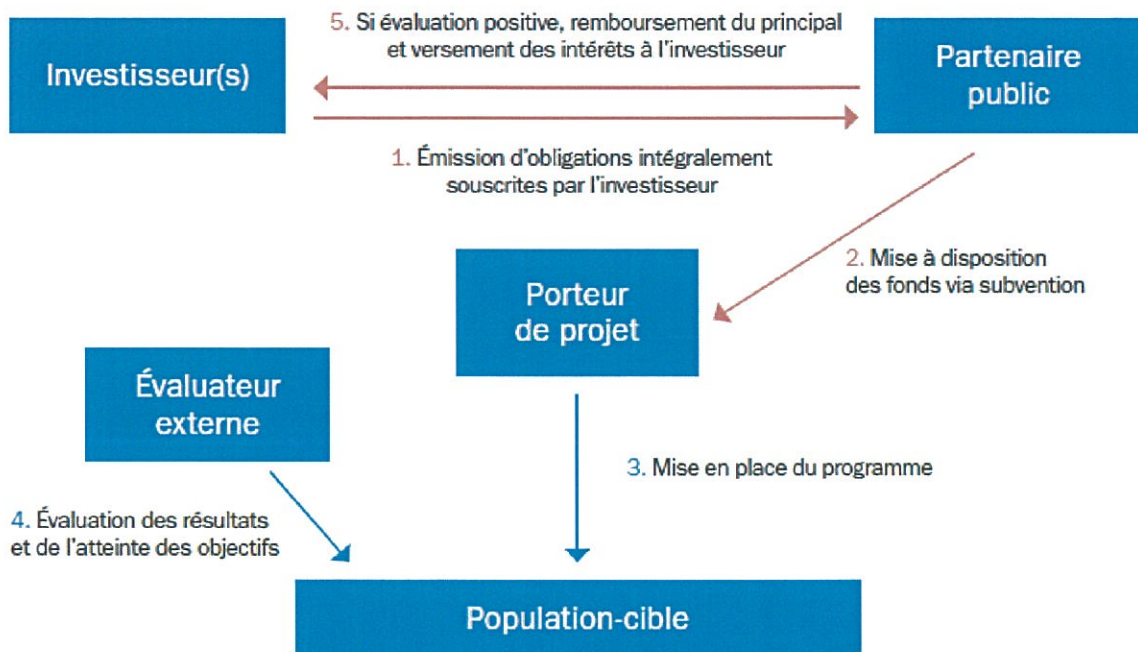 5. Si évaluation positive, remboursement du principal
et versement des intérêts à l'investisseur
Investisseur(s)
Partenaire
public
1. Émission d'obligations intégralement
souscrites par l'investisseur
2. Mise à disposition
des fonds via subvention
Porteur
de projet
Évaluateur
externe
3. Mise en place du programme
4. Évaluation des résultats
et de l'atteinte des objectifs
Population-cible